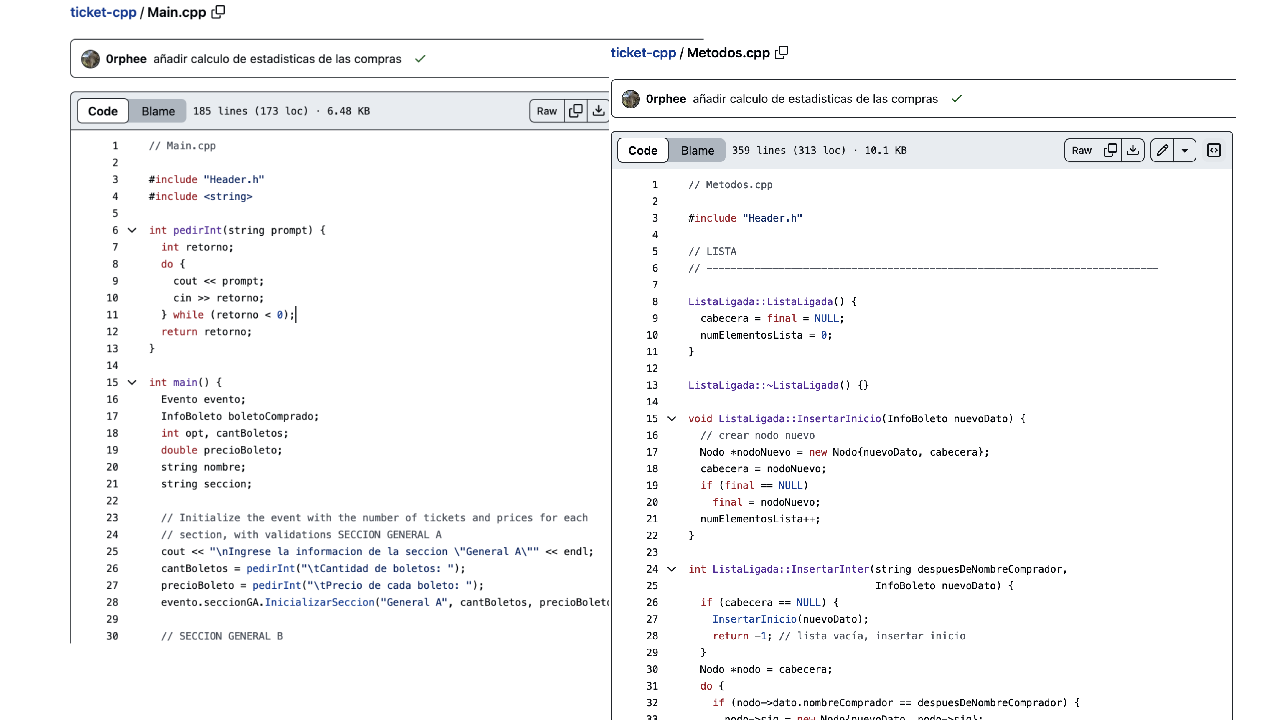 ticket-cpp / Main.cpp
0rphee añadir calculo de estadisticas de las compras
Code Blame 185 lines (173 loc) · 6.48 KB Raw
1 // Main.cpp
2
3 #include "Header.h"
4 #include <string>
5
6 int pedirInt(string prompt) {
7 int retorno;
8 do {
9 cout << prompt;
10 cin >> retorno;
11 } while (retorno < 0);
12 return retorno;
13 }
14
15 int main() {
16 Evento evento;
17 InfoBoleto boletoComprado;
18 int opt, cantBoletos;
19 double precioBoleto;
20 string nombre;
21 string seccion;
22
23 // Initialize the event with the number of tickets and prices for each
24 // section, with validations SECCION GENERAL A
25 cout << "\nIngrese la informacion de la seccion \"General A\"" << endl;
26 cantBoletos = pedirInt("\tCantidad de boletos: ");
27 precioBoleto = pedirInt("\tPrecio de cada boleto: ");
28 evento.seccionGA.InicializarSeccion("General A", cantBoletos, precioBolet
29
30 // SECCION GENERAL B
ticket-cpp / Metodos.cpp
0rphee añadir calculo de estadisticas de las compras
Code Blame 359 lines (313 loc) · 10.1 KB Raw
1 // Metodos.cpp
2
3 #include "Header.h"
4
5 // LISTA
6 // ---------------------------------------------------------------------------
7
8 ListaLigada::ListaLigada() {
9 cabecera = final = NULL;
10 numElementosLista = 0;
11 }
12
13 ListaLigada::~ListaLigada() {}
14
15 void ListaLigada::InsertarInicio(InfoBoleto nuevoDato) {
16 // crear nodo nuevo
17 Nodo *nodoNuevo = new Nodo{nuevoDato, cabecera};
18 cabecera = nodoNuevo;
19 if (final == NULL)
20 final = nodoNuevo;
21 numElementosLista++;
22 }
23
24 int ListaLigada::InsertarInter(string despuesDeNombreComprador,
25 InfoBoleto nuevoDato) {
26 if (cabecera == NULL) {
27 InsertarInicio(nuevoDato);
28 return -1; // lista vacía, insertar inicio
29 }
30 Nodo *nodo = cabecera;
31 do {
32 if (nodo->dato.nombreComprador == despuesDeNombreComprador) {
33 nodo->sig = new Nodo{nuevoDato, nodo->sig};